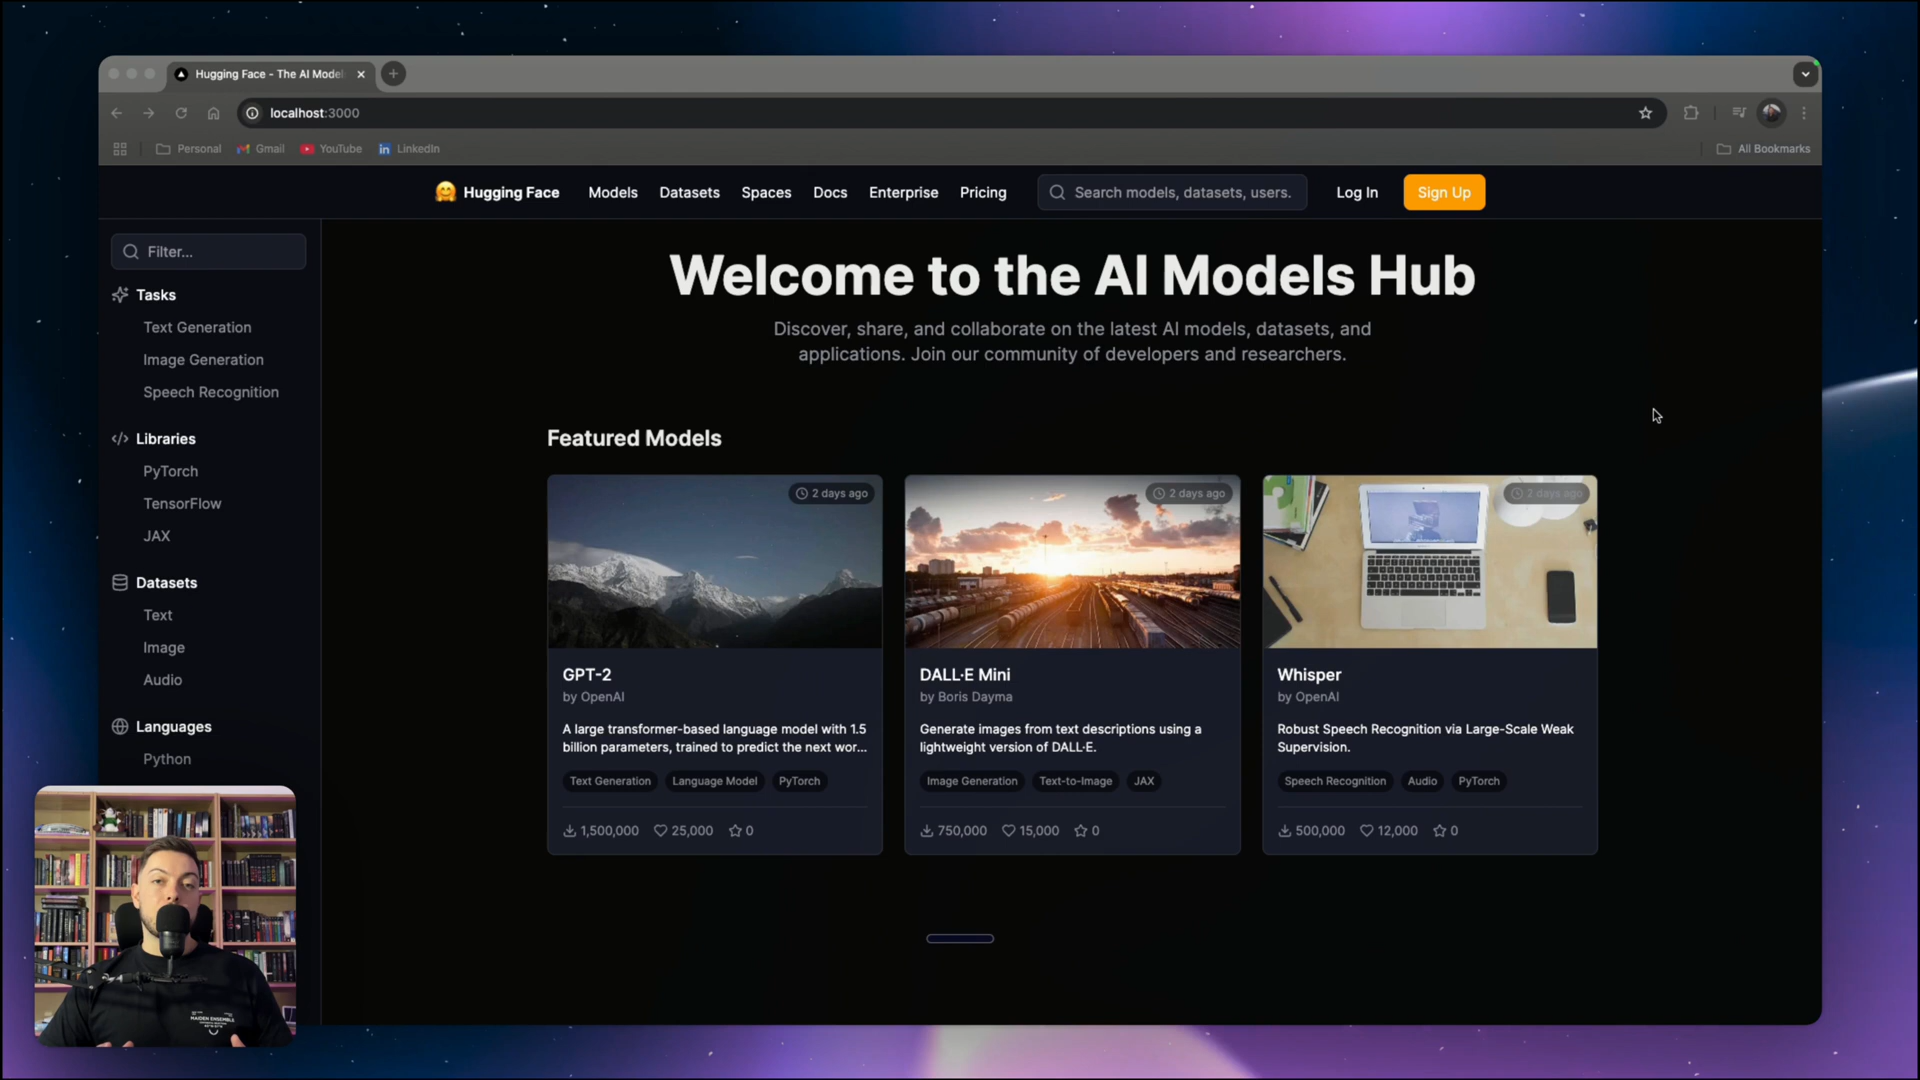 Hugging Face - The AI Model
localhost:3000
Personal
Gmail
YouTube
LinkedIn
All Bookmarks
🤗 Hugging Face
Models
Datasets
Spaces
Docs
Enterprise
Pricing
Search models, datasets, users.
Log In
Sign Up
Filter...
Tasks
Text Generation
Image Generation
Speech Recognition
Libraries
PyTorch
TensorFlow
JAX
Datasets
Text
Image
Audio
Languages
Python
Welcome to the AI Models Hub
Discover, share, and collaborate on the latest AI models, datasets, and
applications. Join our community of developers and researchers.
Featured Models
2 days ago
GPT-2
by OpenAI
A large transformer-based language model with 1.5
billion parameters, trained to predict the next wor...
Text Generation
Language Model
PyTorch
1,500,000
25,000
0
2 days ago
DALL·E Mini
by Boris Dayma
Generate images from text descriptions using a
lightweight version of DALL·E.
Image Generation
Text-to-Image
JAX
750,000
15,000
0
2 days ago
Whisper
by OpenAI
Robust Speech Recognition via Large-Scale Weak
Supervision.
Speech Recognition
Audio
PyTorch
500,000
12,000
0
MAIDEN ENSEMBLE